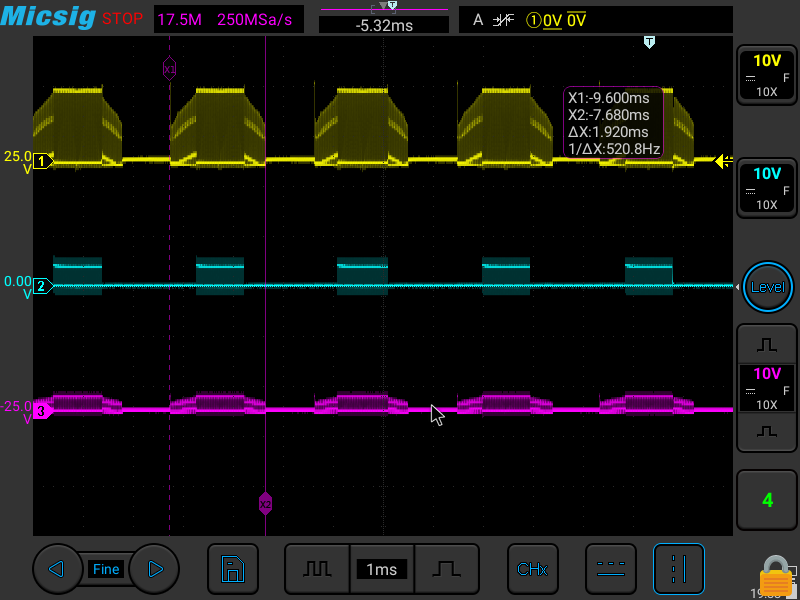 Micsig STOP 17.5M 250MSa/s -5.32ms A ①0V 0V
T
T
X1
10V
F
10X
X1:-9.600ms
X2:-7.680ms
ΔX:1.920ms
1/ΔX:520.8Hz
25.0
V
1
10V
F
10X
0.00
V
2
Level
10V
F
10X
-25.0
V
3
X2
4
Fine
1ms
CHx